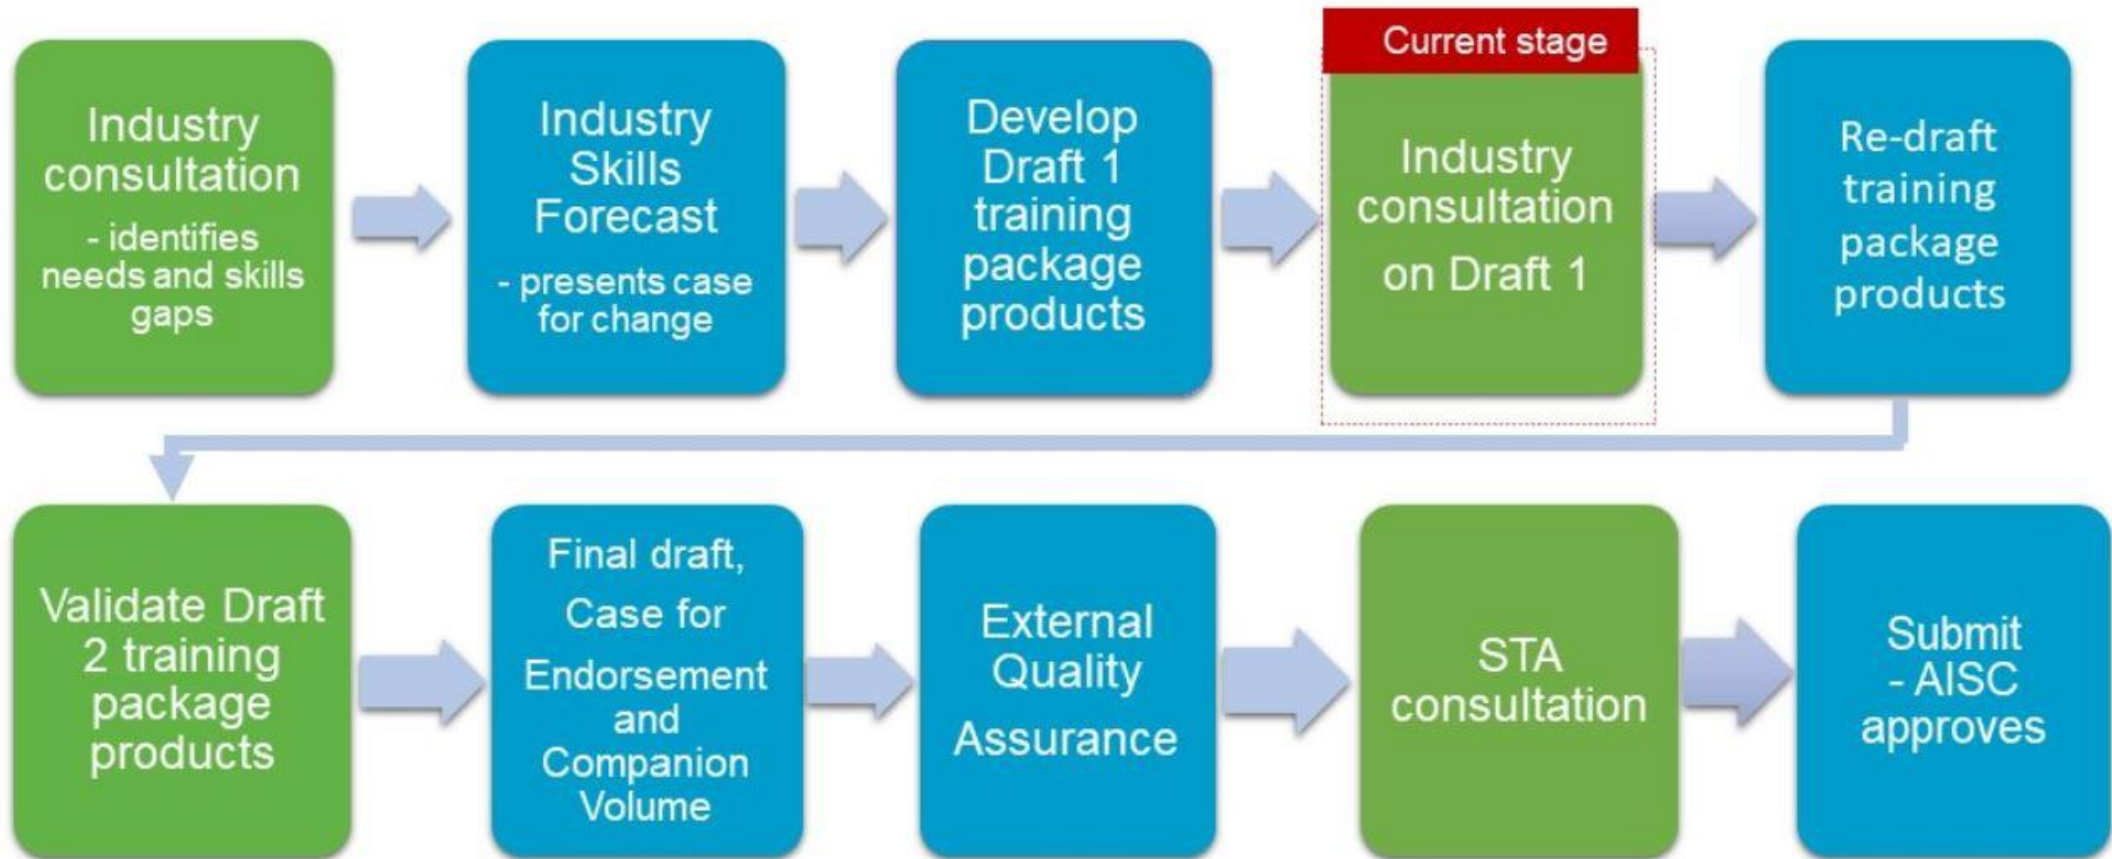 Industry
consultation
- identifies
needs and skills
gaps
Industry
Skills
Forecast
- presents case
for change
Develop
Draft 1
training
package
products
Current stage
Industry
consultation
on Draft 1
Re-draft
training
package
products
Validate Draft
2 training
package
products
Final draft,
Case for
Endorsement
and
Companion
Volume
External
Quality
Assurance
STA
consultation
Submit
- AISC
approves